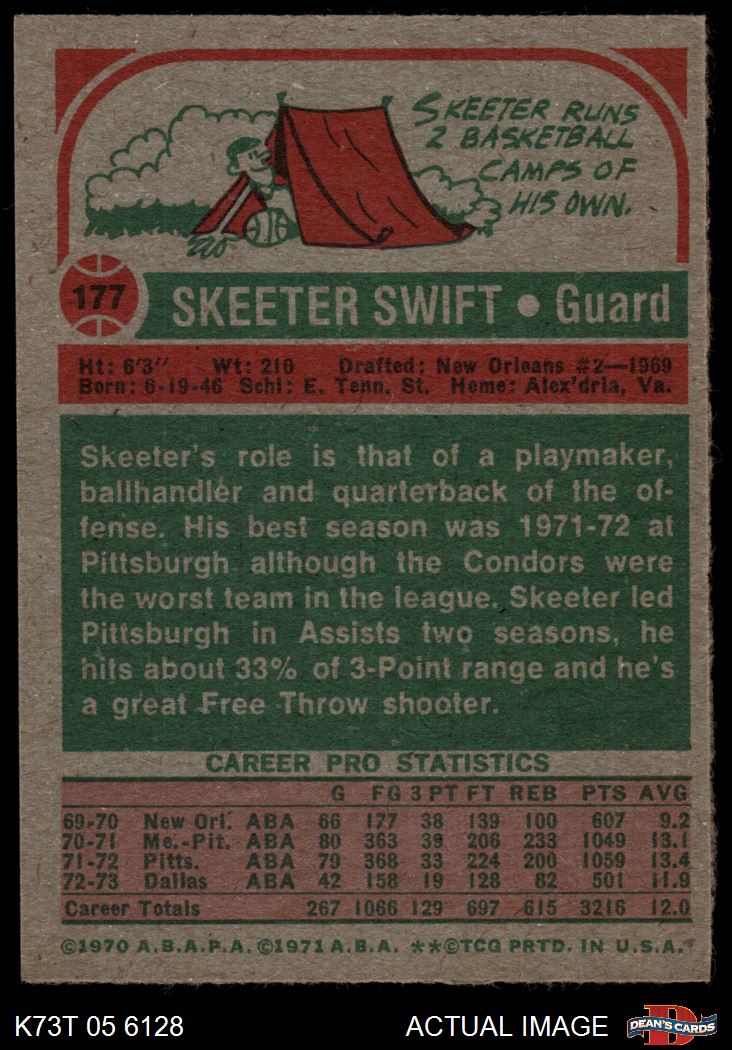 SKEETER RUNS
2 BASKETBALL
CAMPS OF
HIS OWN.
177
SKEETER SWIFT • Guard
Ht: 6'3" Wt: 210 Drafted: New Orleans #2—1969
Born: 6-19-46 Schl: E. Tenn. St. Home: Alex'dria, Va.
Skeeter's role is that of a playmaker,
ballhandler and quarterback of the of-
fense. His best season was 1971-72 at
Pittsburgh although the Condors were
the worst team in the league. Skeeter led
Pittsburgh in Assists two seasons, he
hits about 33% of 3-Point range and he's
a great Free Throw shooter.
CAREER PRO STATISTICS
G FG 3 PT FT REB PTS AVG
69-70 New Orl. ABA 66 177 38 139 100 607 9.2
70-71 Me.-Pit. ABA 80 363 39 206 233 1049 13.1
71-72 Pitts. ABA 79 368 33 224 200 1059 13.4
72-73 Dallas ABA 42 158 19 128 82 501 11.9
Career Totals 267 1066 129 697 615 3216 12.0
©1970 A.B.A.P.A. ©1971 A.B.A. **©TCG PRTD. IN U.S.A.
K73T 05 6128 ACTUAL IMAGE
D
DEAN'S CARDS